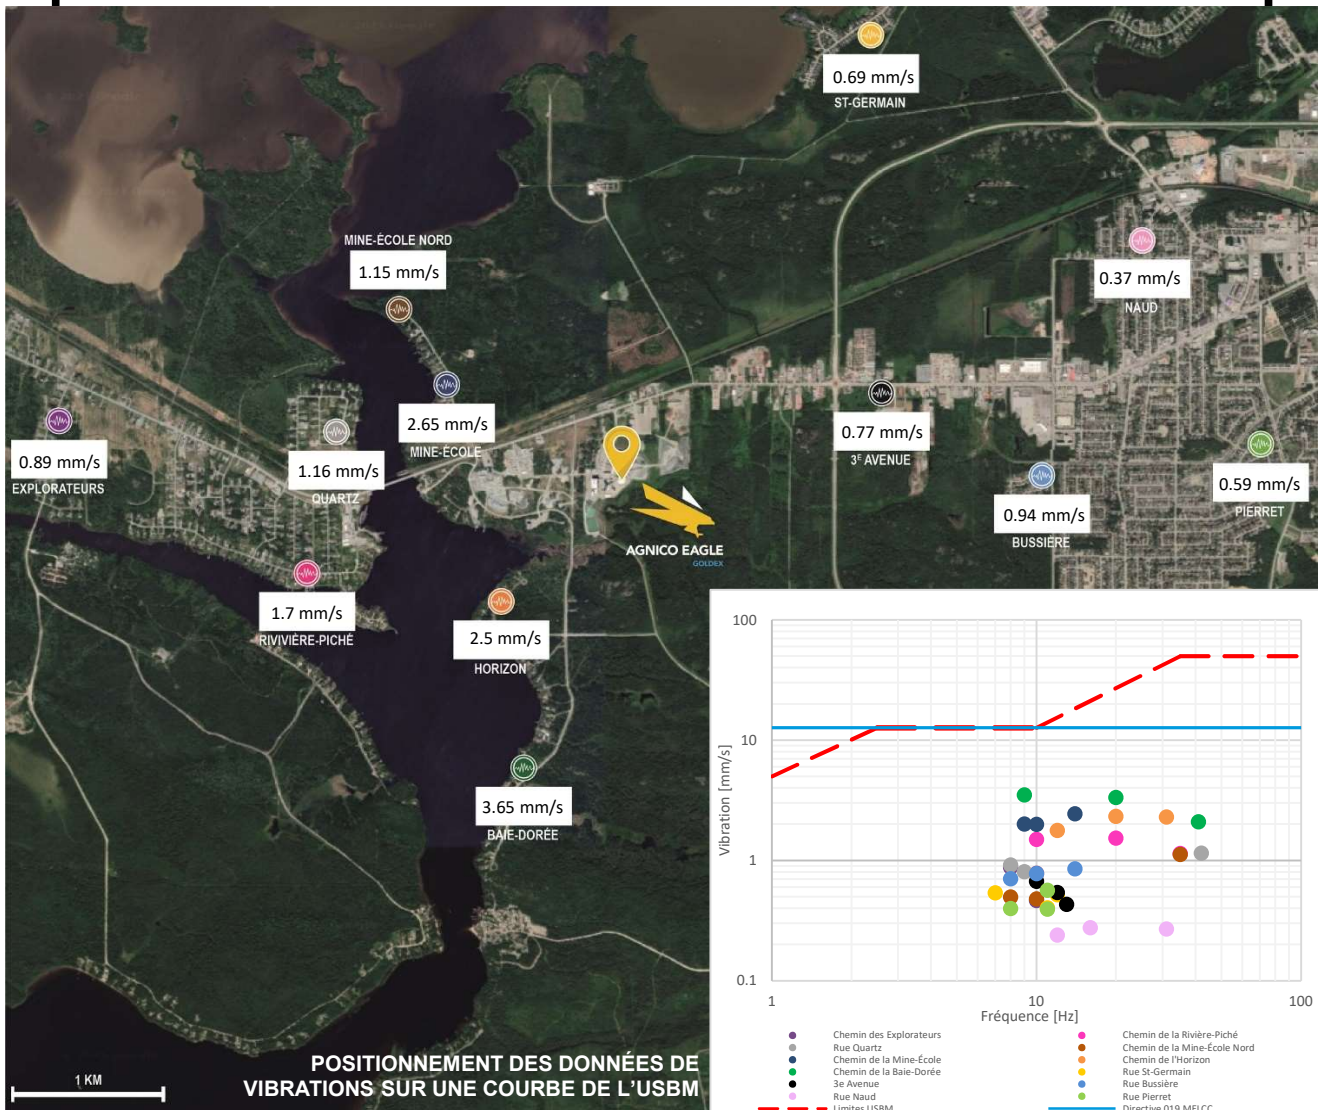 0.69 mm/s
ST-GERMAIN
MINE-ÉCOLE NORD
1.15 mm/s
0.37 mm/s
NAUD
2.65 mm/s
MINE-ÉCOLE
0.89 mm/s
EXPLORATEURS
1.16 mm/s
QUARTZ
0.77 mm/s
3E AVENUE
0.59 mm/s
PIERRET
0.94 mm/s
BUSSIÈRE
AGNICO EAGLE
GOLDEX
1.7 mm/s
RIVIVIÈRE-PICHÉ
2.5 mm/s
HORIZON
3.65 mm/s
BAIE-DORÉE
1 KM
POSITIONNEMENT DES DONNÉES DE
VIBRATIONS SUR UNE COURBE DE L'USBM
100
10
1
0.1
Vibration [mm/s]
1
10
100
Fréquence [Hz]
Chemin des Explorateurs
Chemin de la Rivière-Piché
Rue Quartz
Chemin de la Mine-École Nord
Chemin de la Mine-École
Chemin de l'Horizon
Chemin de la Baie-Dorée
Rue St-Germain
3e Avenue
Rue Bussière
Rue Naud
Rue Pierret
Limites USBM
Directive 019 MELCC